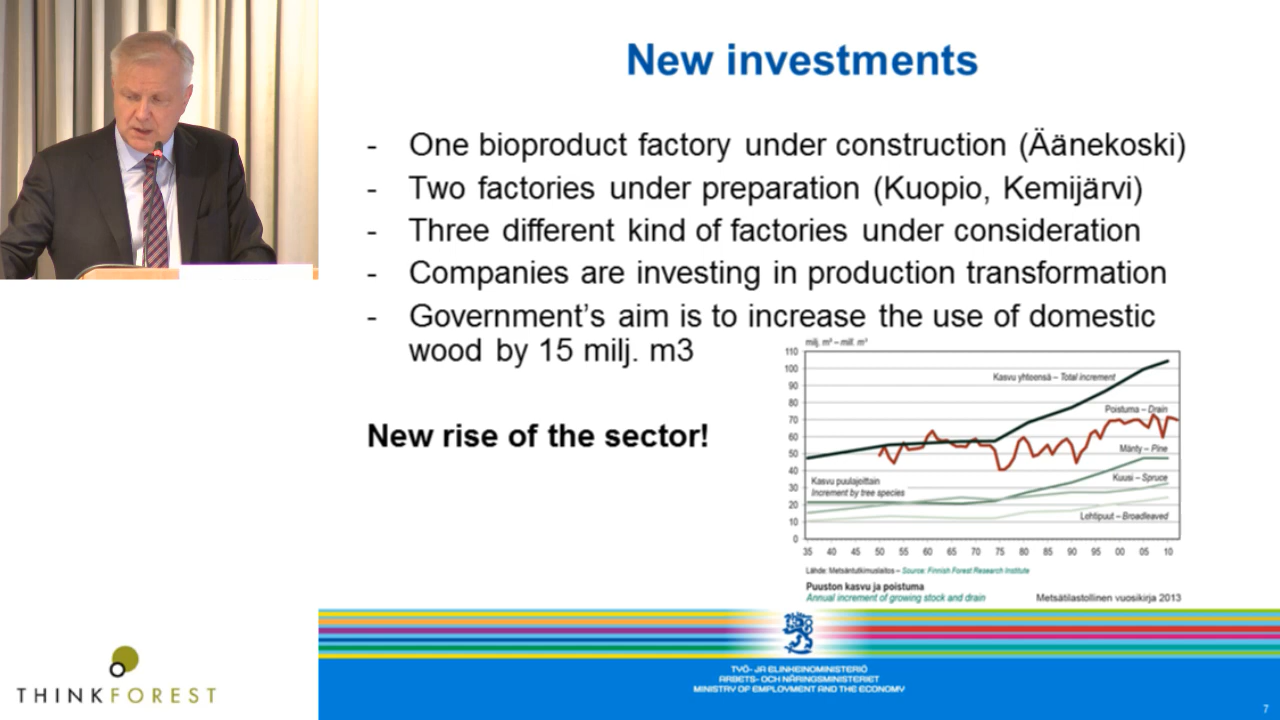 New investments
- One bioproduct factory under construction (Äänekoski)
- Two factories under preparation (Kuopio, Kemijärvi)
- Three different kind of factories under consideration
- Companies are investing in production transformation
- Government's aim is to increase the use of domestic
wood by 15 milj. m3
New rise of the sector!
milj. m³ – mill. m³
110
100
90
80
70
60
50
40
30
20
10
0
Kasvu yhteensä – Total increment
Poistuma – Drain
Mänty – Pine
Kuusi – Spruce
Kasvu puulajeittain
Increment by tree species
Lehtipuut – Broadleaved
35 40 45 50 55 60 65 70 75 80 85 90 95 00 05 10
Lähde: Metsäntutkimuslaitos – Source: Finnish Forest Research Institute
Puuston kasvu ja poistuma
Annual increment of growing stock and drain
Metsätilastollinen vuosikirja 2013
TYÖ- JA ELINKEINOMINISTERIÖ
ARBETS- OCH NÄRINGSMINISTERIET
MINISTRY OF EMPLOYMENT AND THE ECONOMY
THINKFOREST
7